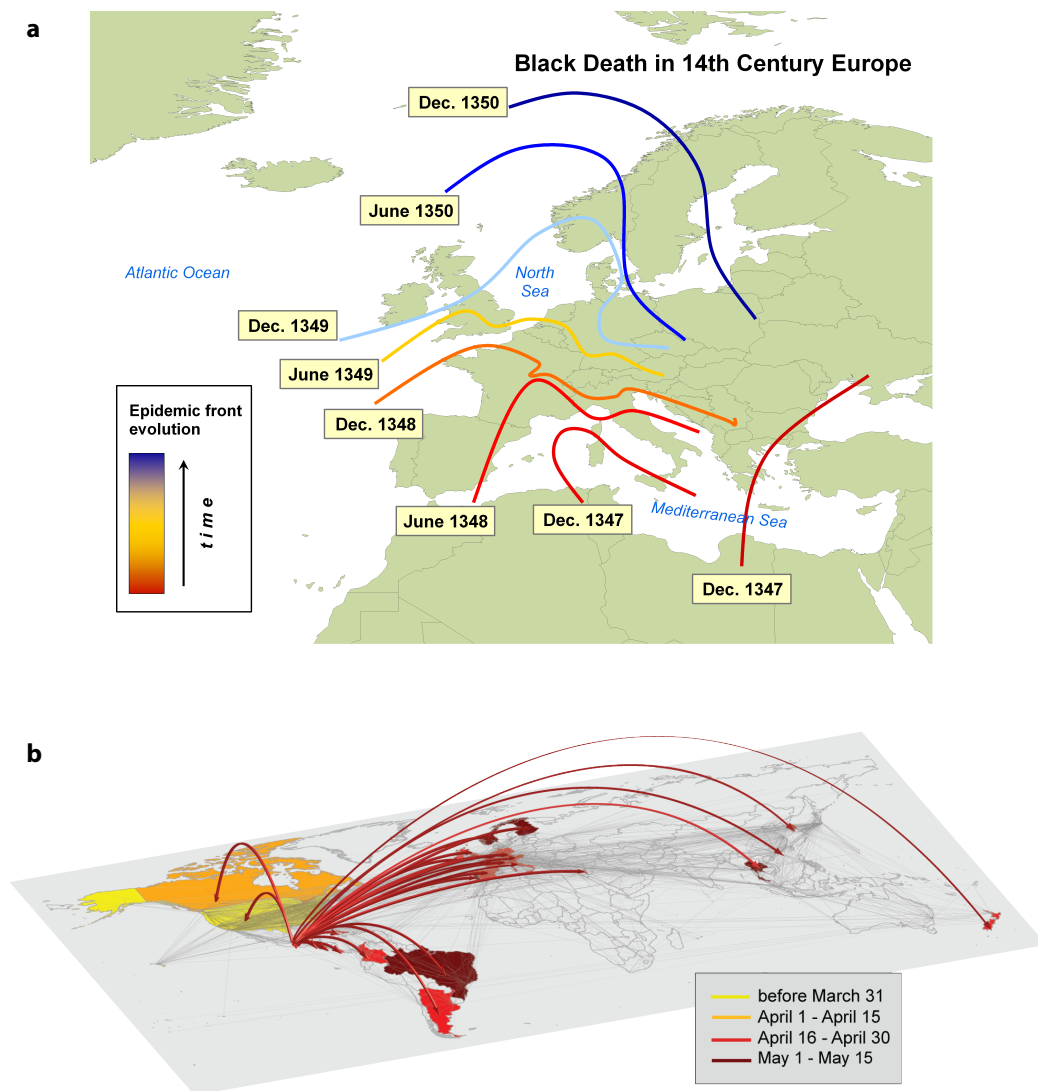 a
Black Death in 14th Century Europe
Dec. 1350
June 1350
Atlantic Ocean
North
Sea
Dec. 1349
June 1349
Dec. 1348
Epidemic front
evolution
time
June 1348
Dec. 1347
Mediterranean Sea
Dec. 1347
b
before March 31
April 1 - April 15
April 16 - April 30
May 1 - May 15